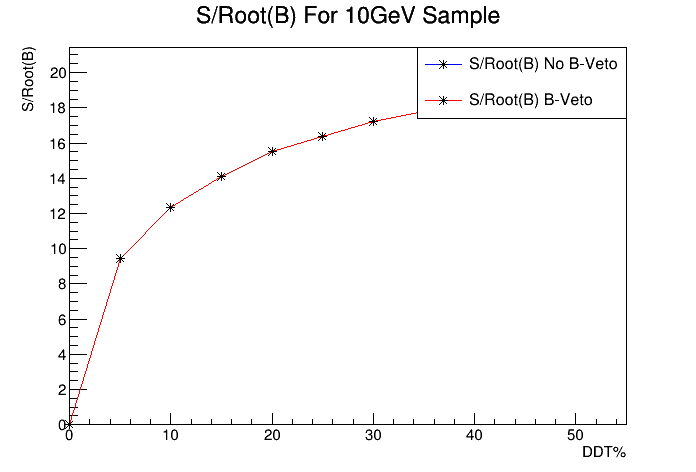 S/Root(B) For 10GeV Sample
S/Root(B)
S/Root(B) No B-Veto
S/Root(B) B-Veto
20
18
16
14
12
10
8
6
4
2
0
0 10 20 30 40 50
DDT%